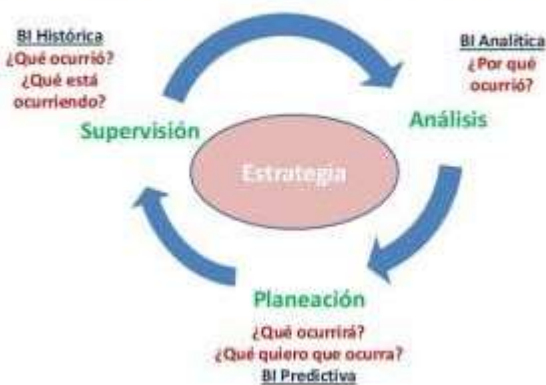 BI Histórica
¿Qué ocurrió?
¿Qué está
ocurriendo?
Supervisión
BI Analítica
¿Por qué
ocurrió?
Análisis
Estrategia
Planeación
¿Qué ocurrirá?
¿Qué quiero que ocurra?
BI Predictiva